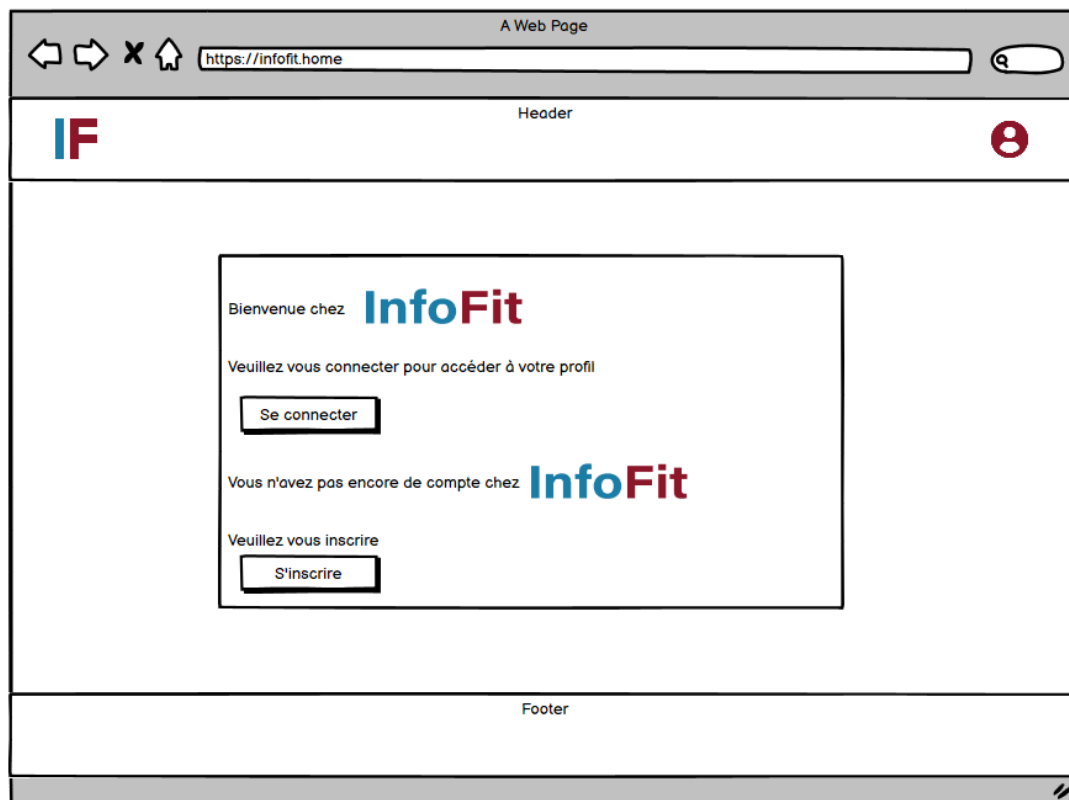 A Web Page
https://infofit.home
Header
IF
Bienvenue chez InfoFit
Veuillez vous connecter pour accéder à votre profil
Se connecter
Vous n'avez pas encore de compte chez InfoFit
Veuillez vous inscrire
S'inscrire
Footer